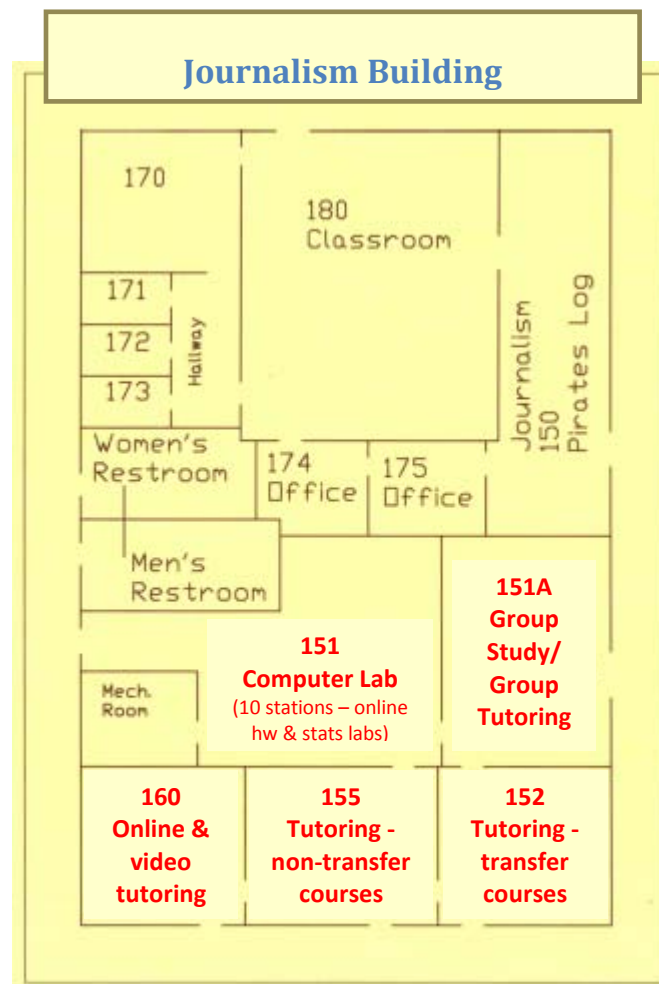 Journalism Building
170
180
Classroom
171
172
173
Hallway
Journalism
150
Pirates Log
Women's
Restroom
174
Office
175
Office
Men's
Restroom
151
Computer Lab
(10 stations – online
hw & stats labs)
151A
Group
Study/
Group
Tutoring
Mech.
Room
160
Online &
video
tutoring
155
Tutoring -
non-transfer
courses
152
Tutoring -
transfer
courses